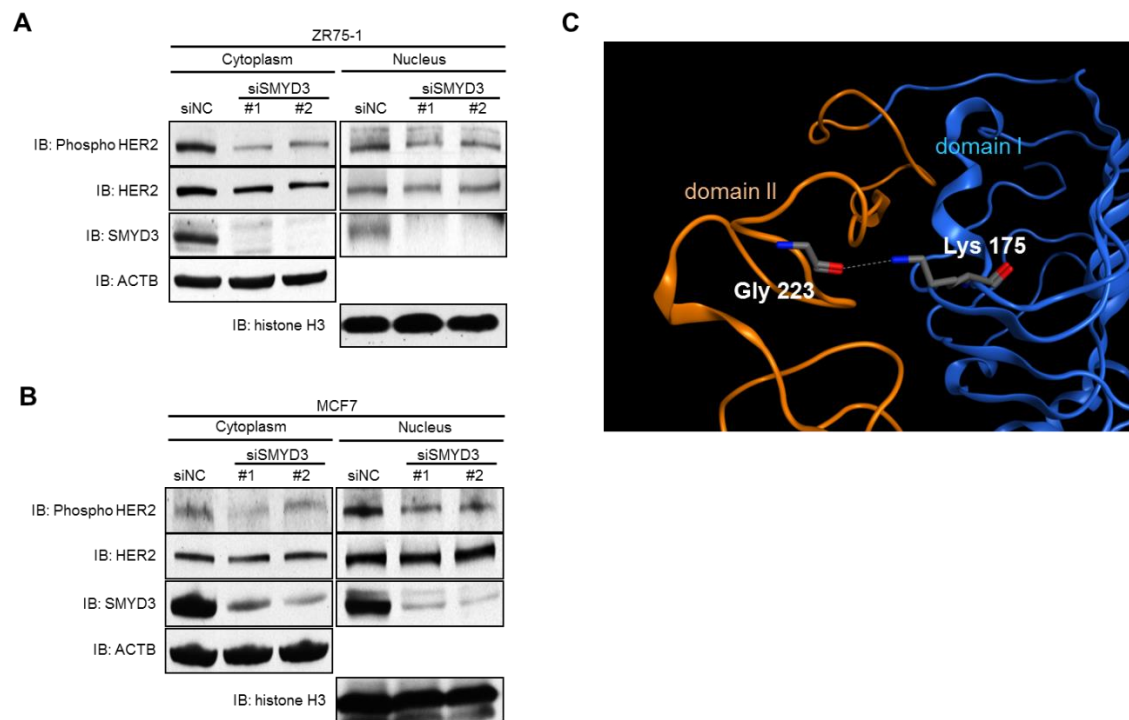 A
ZR75-1
Cytoplasm Nucleus
siSMYD3 siSMYD3
siNC #1 #2 siNC #1 #2
IB: Phospho HER2
IB: HER2
IB: SMYD3
IB: ACTB
IB: histone H3
B
MCF7
Cytoplasm Nucleus
siSMYD3 siSMYD3
siNC #1 #2 siNC #1 #2
IB: Phospho HER2
IB: HER2
IB: SMYD3
IB: ACTB
IB: histone H3
C
domain I
domain II
Lys 175
Gly 223